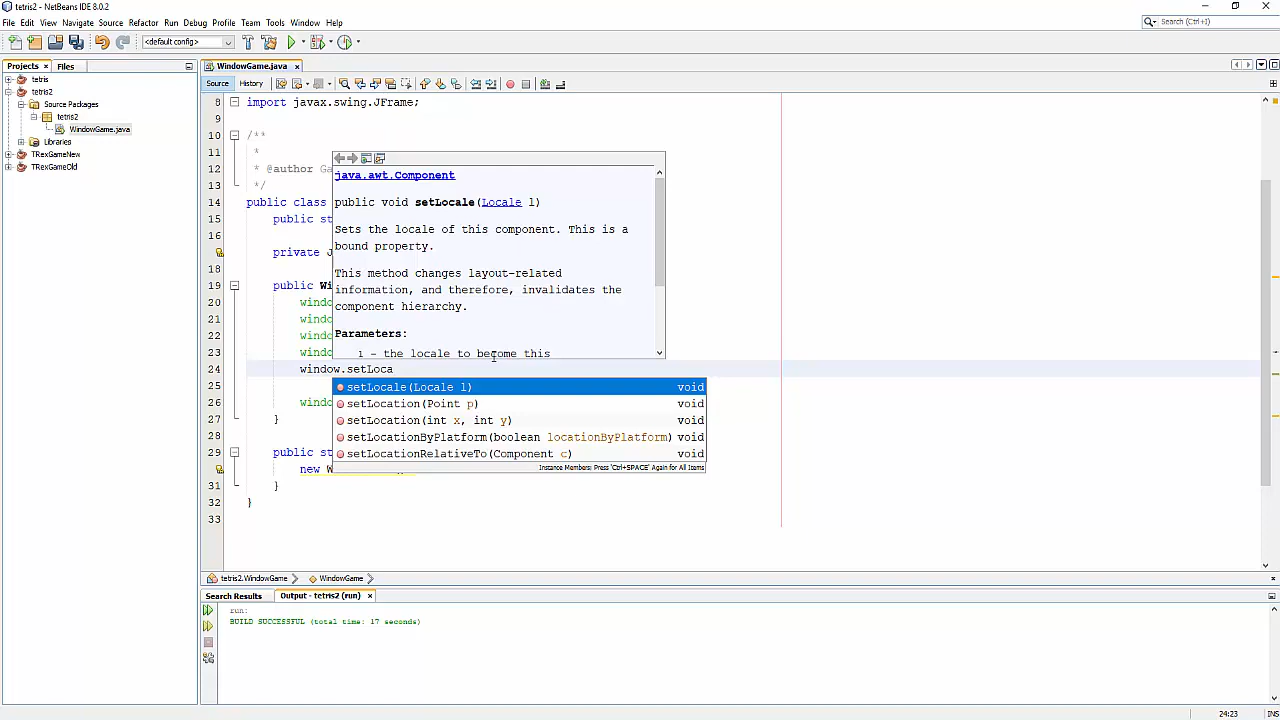 tetris2 - NetBeans IDE 8.0.2
File Edit View Navigate Source Refactor Run Debug Profile Team Tools Window Help
Search (Ctrl+I)
<default config>
Projects
Files
WindowGame.java
Source
History
tetris
tetris2
Source Packages
tetris2
WindowGame.java
Libraries
TRexGameNew
TRexGameOld
8 import javax.swing.JFrame;
9
10 /**
11 *
12 * @author Ga
13 */
14 public class
15 public st
16
private J
18
19 public Wi
20 windo
21 windo
22 windo
23 windo
24 window.setLoca
25
26 windo
27 }
28
29 public st
new W
31 }
32 }
33
java.awt.Component
public void setLocale(Locale l)
Sets the locale of this component. This is a
bound property.
This method changes layout-related
information, and therefore, invalidates the
component hierarchy.
Parameters:
l - the locale to become this
setLocale(Locale l) void
setLocation(Point p) void
setLocation(int x, int y) void
setLocationByPlatform(boolean locationByPlatform) void
setLocationRelativeTo(Component c) void
Instance Members; Press 'Ctrl+SPACE' Again for All Items
tetris2.WindowGame
WindowGame
Search Results
Output - tetris2 (run)
run:
BUILD SUCCESSFUL (total time: 17 seconds)
24:23
INS